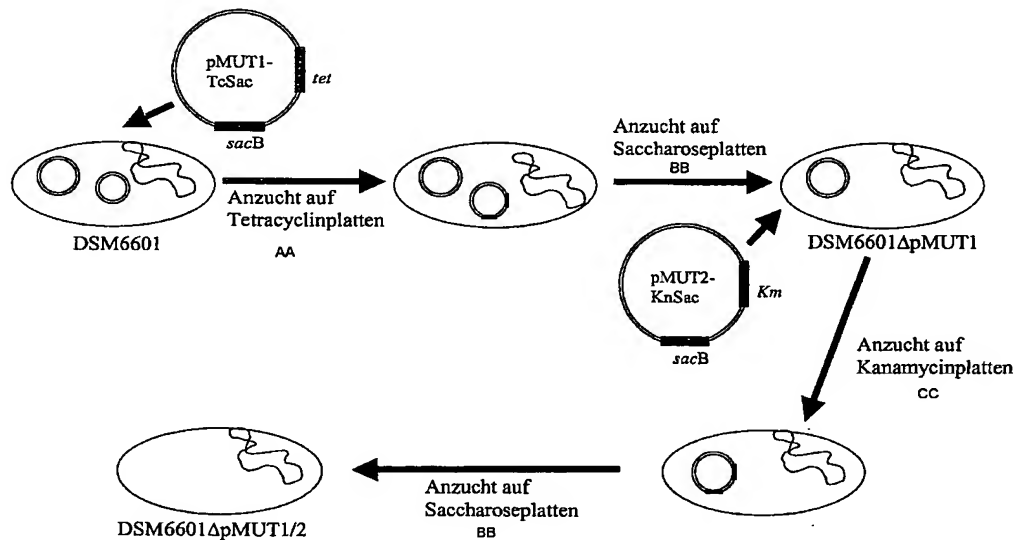 pMUT1-
TcSac
tet
sacB
DSM6601
Anzucht auf
Tetracyclinplatten
AA
Anzucht auf
Saccharoseplatten
BB
DSM6601ΔpMUT1
pMUT2-
KnSac
Km
sacB
Anzucht auf
Kanamycinplatten
CC
Anzucht auf
Saccharoseplatten
BB
DSM6601ΔpMUT1/2